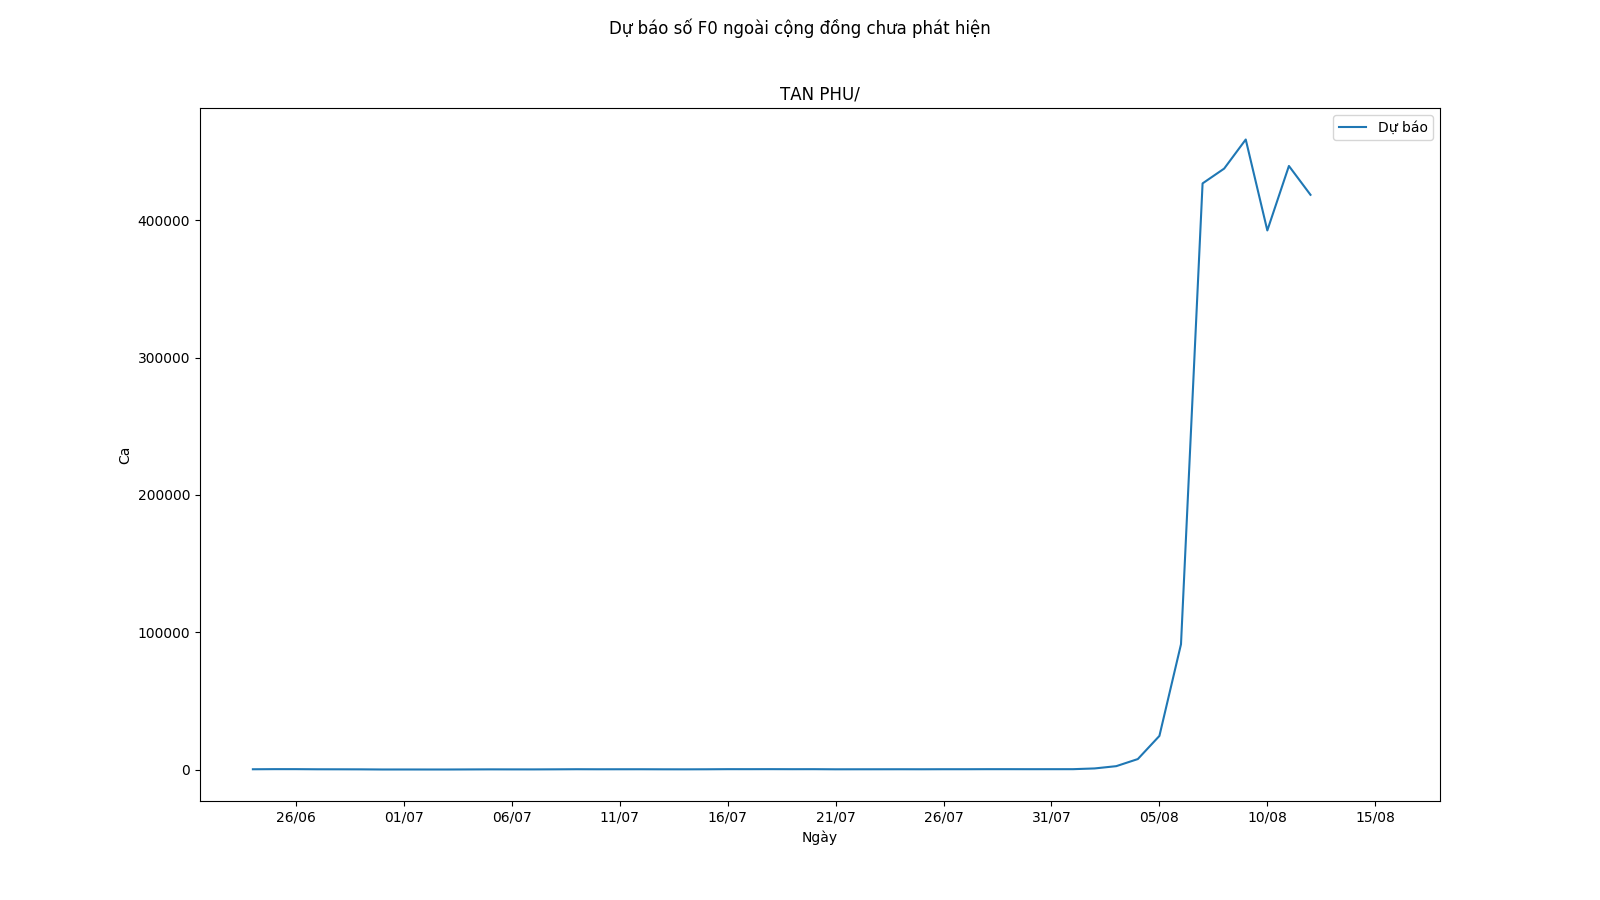 Dự báo số F0 ngoài cộng đồng chưa phát hiện
TAN PHU/
Dự báo
400000
300000
200000
100000
0
Ca
26/06 01/07 06/07 11/07 16/07 21/07 26/07 31/07 05/08 10/08 15/08
Ngày